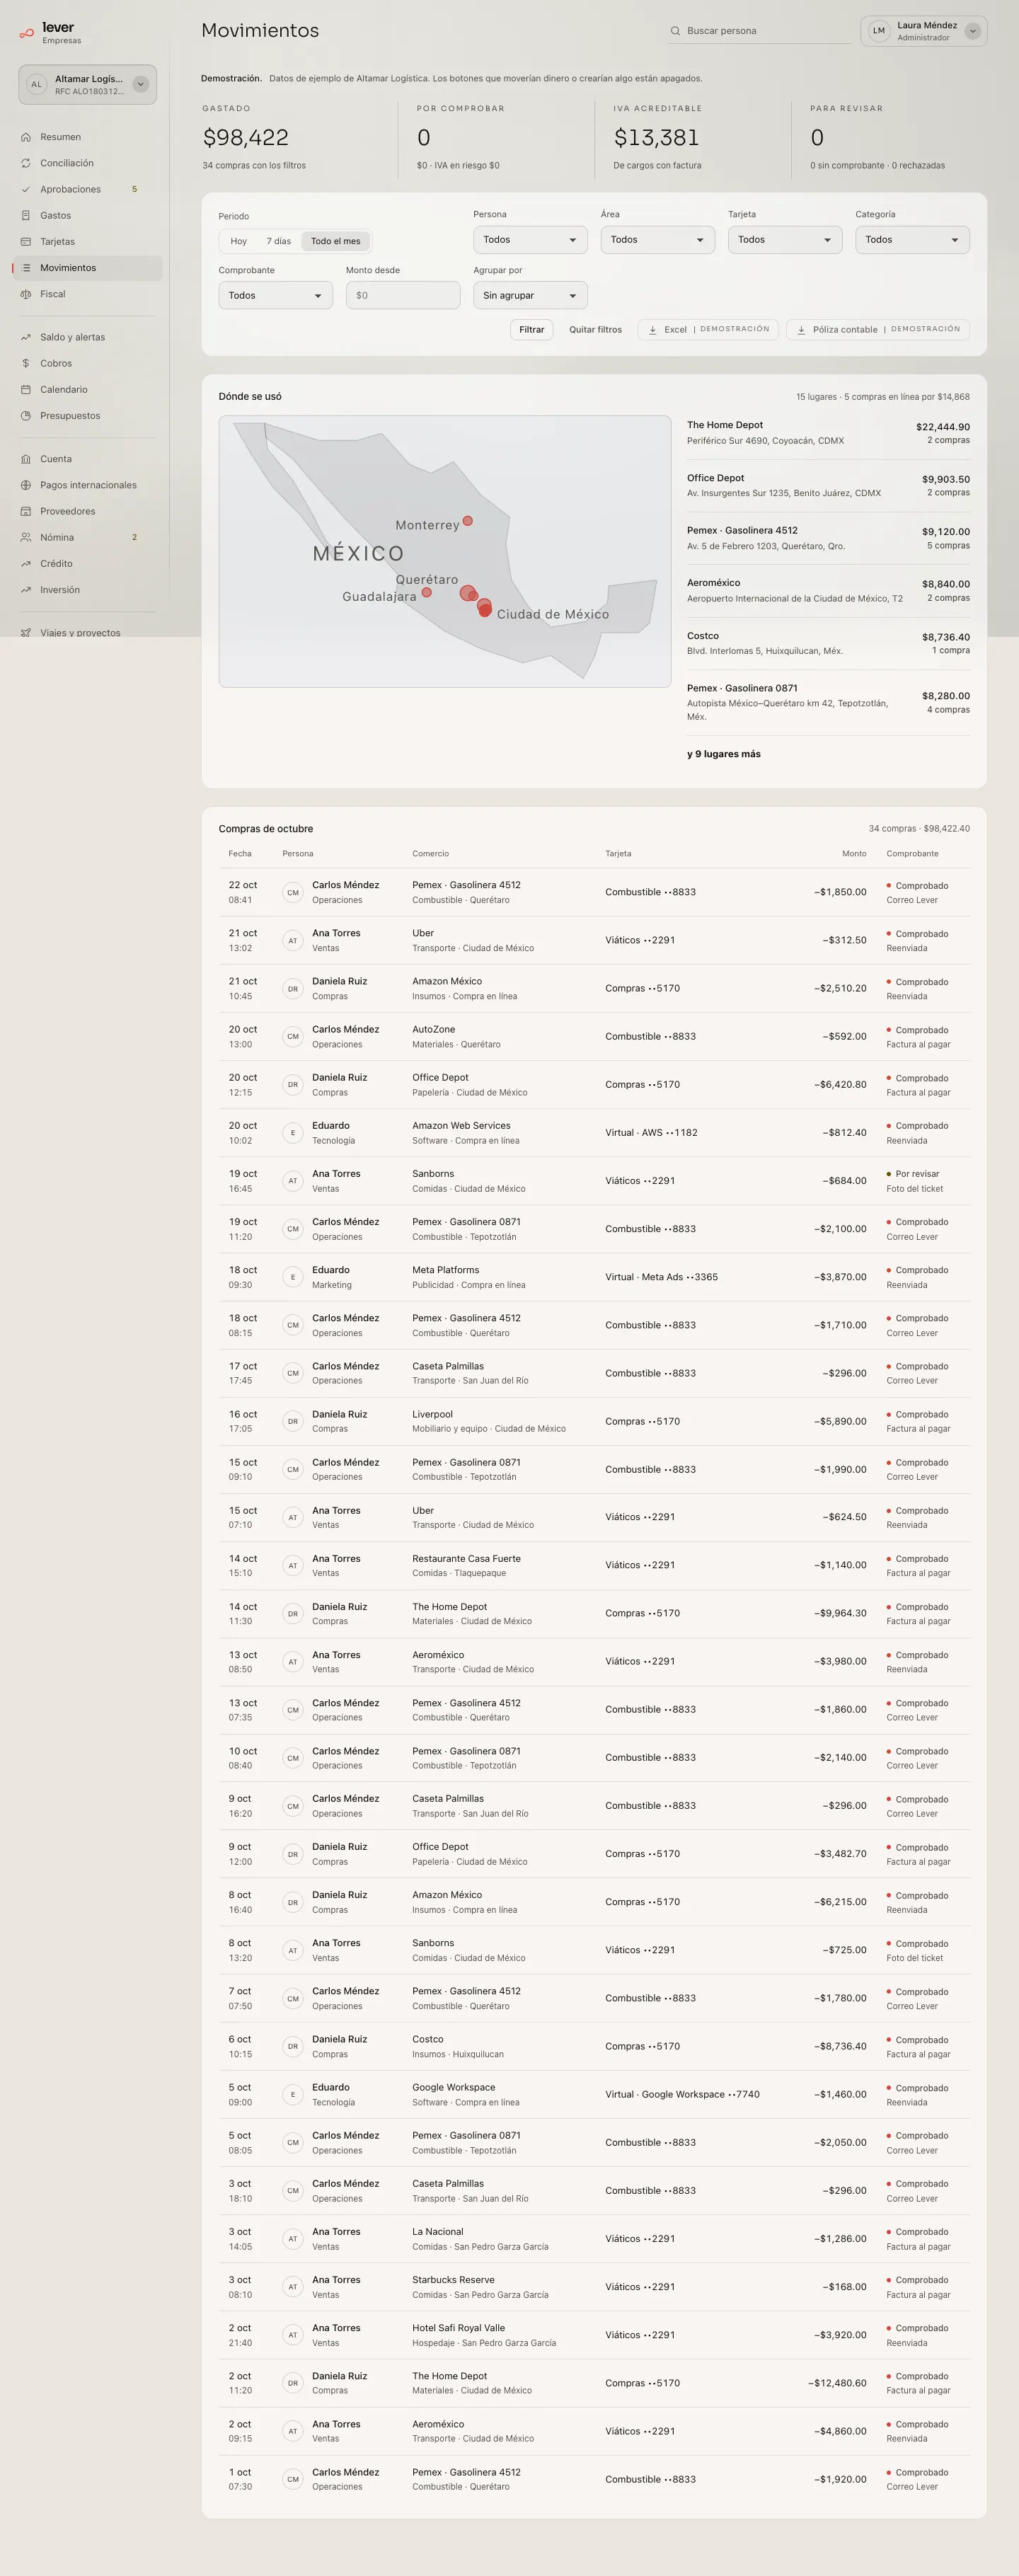 lever
Empresas
AL
Altamar Logís...
RFC ALO180312...
Resumen
Conciliación
Aprobaciones 5
Gastos
Tarjetas
Movimientos
Fiscal
Saldo y alertas
Cobros
Calendario
Presupuestos
Cuenta
Pagos internacionales
Proveedores
Nómina 2
Crédito
Inversión
Viajes y proyectos
Movimientos
Buscar persona
LM
Laura Méndez
Administrador
Demostración. Datos de ejemplo de Altamar Logística. Los botones que moverían dinero o crearían algo están apagados.
GASTADO
$98,422
34 compras con los filtros
POR COMPROBAR
0
$0 · IVA en riesgo $0
IVA ACREDITABLE
$13,381
De cargos con factura
PARA REVISAR
0
0 sin comprobante · 0 rechazadas
Periodo
Hoy 7 días Todo el mes
Persona
Todos
Área
Todos
Tarjeta
Todos
Categoría
Todos
Comprobante
Todos
Monto desde
$0
Agrupar por
Sin agrupar
Filtrar Quitar filtros Excel | DEMOSTRACIÓN Póliza contable | DEMOSTRACIÓN
Dónde se usó
15 lugares · 5 compras en línea por $14,868
Monterrey
MÉXICO
Querétaro
Guadalajara
Ciudad de México
The Home Depot $22,444.90
Periférico Sur 4690, Coyoacán, CDMX 2 compras
Office Depot $9,903.50
Av. Insurgentes Sur 1235, Benito Juárez, CDMX 2 compras
Pemex · Gasolinera 4512 $9,120.00
Av. 5 de Febrero 1203, Querétaro, Qro. 5 compras
Aeroméxico $8,840.00
Aeropuerto Internacional de la Ciudad de México, T2 2 compras
Costco $8,736.40
Blvd. Interlomas 5, Huixquilucan, Méx. 1 compra
Pemex · Gasolinera 0871 $8,280.00
Autopista México–Querétaro km 42, Tepotzotlán, 4 compras
Méx.
y 9 lugares más
Compras de octubre 34 compras · $98,422.40
Fecha Persona Comercio Tarjeta Monto Comprobante
22 oct CM Carlos Méndez Pemex · Gasolinera 4512 Combustible ••8833 −$1,850.00 Comprobado
08:41 Operaciones Combustible · Querétaro Correo Lever
21 oct AT Ana Torres Uber Viáticos ••2291 −$312.50 Comprobado
13:02 Ventas Transporte · Ciudad de México Reenviada
21 oct DR Daniela Ruiz Amazon México Compras ••5170 −$2,510.20 Comprobado
10:45 Compras Insumos · Compra en línea Reenviada
20 oct CM Carlos Méndez AutoZone Combustible ••8833 −$592.00 Comprobado
13:00 Operaciones Materiales · Querétaro Factura al pagar
20 oct DR Daniela Ruiz Office Depot Compras ••5170 −$6,420.80 Comprobado
12:15 Compras Papelería · Ciudad de México Factura al pagar
20 oct E Eduardo Amazon Web Services Virtual · AWS ••1182 −$812.40 Comprobado
10:02 Tecnología Software · Compra en línea Reenviada
19 oct AT Ana Torres Sanborns Viáticos ••2291 −$684.00 Por revisar
16:45 Ventas Comidas · Ciudad de México Foto del ticket
19 oct CM Carlos Méndez Pemex · Gasolinera 0871 Combustible ••8833 −$2,100.00 Comprobado
11:20 Operaciones Combustible · Tepotzotlán Correo Lever
18 oct E Eduardo Meta Platforms Virtual · Meta Ads ••3365 −$3,870.00 Comprobado
09:30 Marketing Publicidad · Compra en línea Reenviada
18 oct CM Carlos Méndez Pemex · Gasolinera 4512 Combustible ••8833 −$1,710.00 Comprobado
08:15 Operaciones Combustible · Querétaro Correo Lever
17 oct CM Carlos Méndez Caseta Palmillas Combustible ••8833 −$296.00 Comprobado
17:45 Operaciones Transporte · San Juan del Río Correo Lever
16 oct DR Daniela Ruiz Liverpool Compras ••5170 −$5,890.00 Comprobado
17:05 Compras Mobiliario y equipo · Ciudad de México Factura al pagar
15 oct CM Carlos Méndez Pemex · Gasolinera 0871 Combustible ••8833 −$1,990.00 Comprobado
09:10 Operaciones Combustible · Tepotzotlán Correo Lever
15 oct AT Ana Torres Uber Viáticos ••2291 −$624.50 Comprobado
07:10 Ventas Transporte · Ciudad de México Reenviada
14 oct AT Ana Torres Restaurante Casa Fuerte Viáticos ••2291 −$1,140.00 Comprobado
15:10 Ventas Comidas · Tlaquepaque Factura al pagar
14 oct DR Daniela Ruiz The Home Depot Compras ••5170 −$9,964.30 Comprobado
11:30 Compras Materiales · Ciudad de México Factura al pagar
13 oct AT Ana Torres Aeroméxico Viáticos ••2291 −$3,980.00 Comprobado
08:50 Ventas Transporte · Ciudad de México Reenviada
13 oct CM Carlos Méndez Pemex · Gasolinera 4512 Combustible ••8833 −$1,860.00 Comprobado
07:35 Operaciones Combustible · Querétaro Correo Lever
10 oct CM Carlos Méndez Pemex · Gasolinera 0871 Combustible ••8833 −$2,140.00 Comprobado
08:40 Operaciones Combustible · Tepotzotlán Correo Lever
9 oct CM Carlos Méndez Caseta Palmillas Combustible ••8833 −$296.00 Comprobado
16:20 Operaciones Transporte · San Juan del Río Correo Lever
9 oct DR Daniela Ruiz Office Depot Compras ••5170 −$3,482.70 Comprobado
12:00 Compras Papelería · Ciudad de México Factura al pagar
8 oct DR Daniela Ruiz Amazon México Compras ••5170 −$6,215.00 Comprobado
16:40 Compras Insumos · Compra en línea Reenviada
8 oct AT Ana Torres Sanborns Viáticos ••2291 −$725.00 Comprobado
13:20 Ventas Comidas · Ciudad de México Foto del ticket
7 oct CM Carlos Méndez Pemex · Gasolinera 4512 Combustible ••8833 −$1,780.00 Comprobado
07:50 Operaciones Combustible · Querétaro Correo Lever
6 oct DR Daniela Ruiz Costco Compras ••5170 −$8,736.40 Comprobado
10:15 Compras Insumos · Huixquilucan Factura al pagar
5 oct E Eduardo Google Workspace Virtual · Google Workspace ••7740 −$1,460.00 Comprobado
09:00 Tecnología Software · Compra en línea Reenviada
5 oct CM Carlos Méndez Pemex · Gasolinera 0871 Combustible ••8833 −$2,050.00 Comprobado
08:05 Operaciones Combustible · Tepotzotlán Correo Lever
3 oct CM Carlos Méndez Caseta Palmillas Combustible ••8833 −$296.00 Comprobado
18:10 Operaciones Transporte · San Juan del Río Correo Lever
3 oct AT Ana Torres La Nacional Viáticos ••2291 −$1,286.00 Comprobado
14:05 Ventas Comidas · San Pedro Garza García Factura al pagar
3 oct AT Ana Torres Starbucks Reserve Viáticos ••2291 −$168.00 Comprobado
08:10 Ventas Comidas · San Pedro Garza García Factura al pagar
2 oct AT Ana Torres Hotel Safi Royal Valle Viáticos ••2291 −$3,920.00 Comprobado
21:40 Ventas Hospedaje · San Pedro Garza García Reenviada
2 oct DR Daniela Ruiz The Home Depot Compras ••5170 −$12,480.60 Comprobado
11:20 Compras Materiales · Ciudad de México Factura al pagar
2 oct AT Ana Torres Aeroméxico Viáticos ••2291 −$4,860.00 Comprobado
09:15 Ventas Transporte · Ciudad de México Reenviada
1 oct CM Carlos Méndez Pemex · Gasolinera 4512 Combustible ••8833 −$1,920.00 Comprobado
07:30 Operaciones Combustible · Querétaro Correo Lever